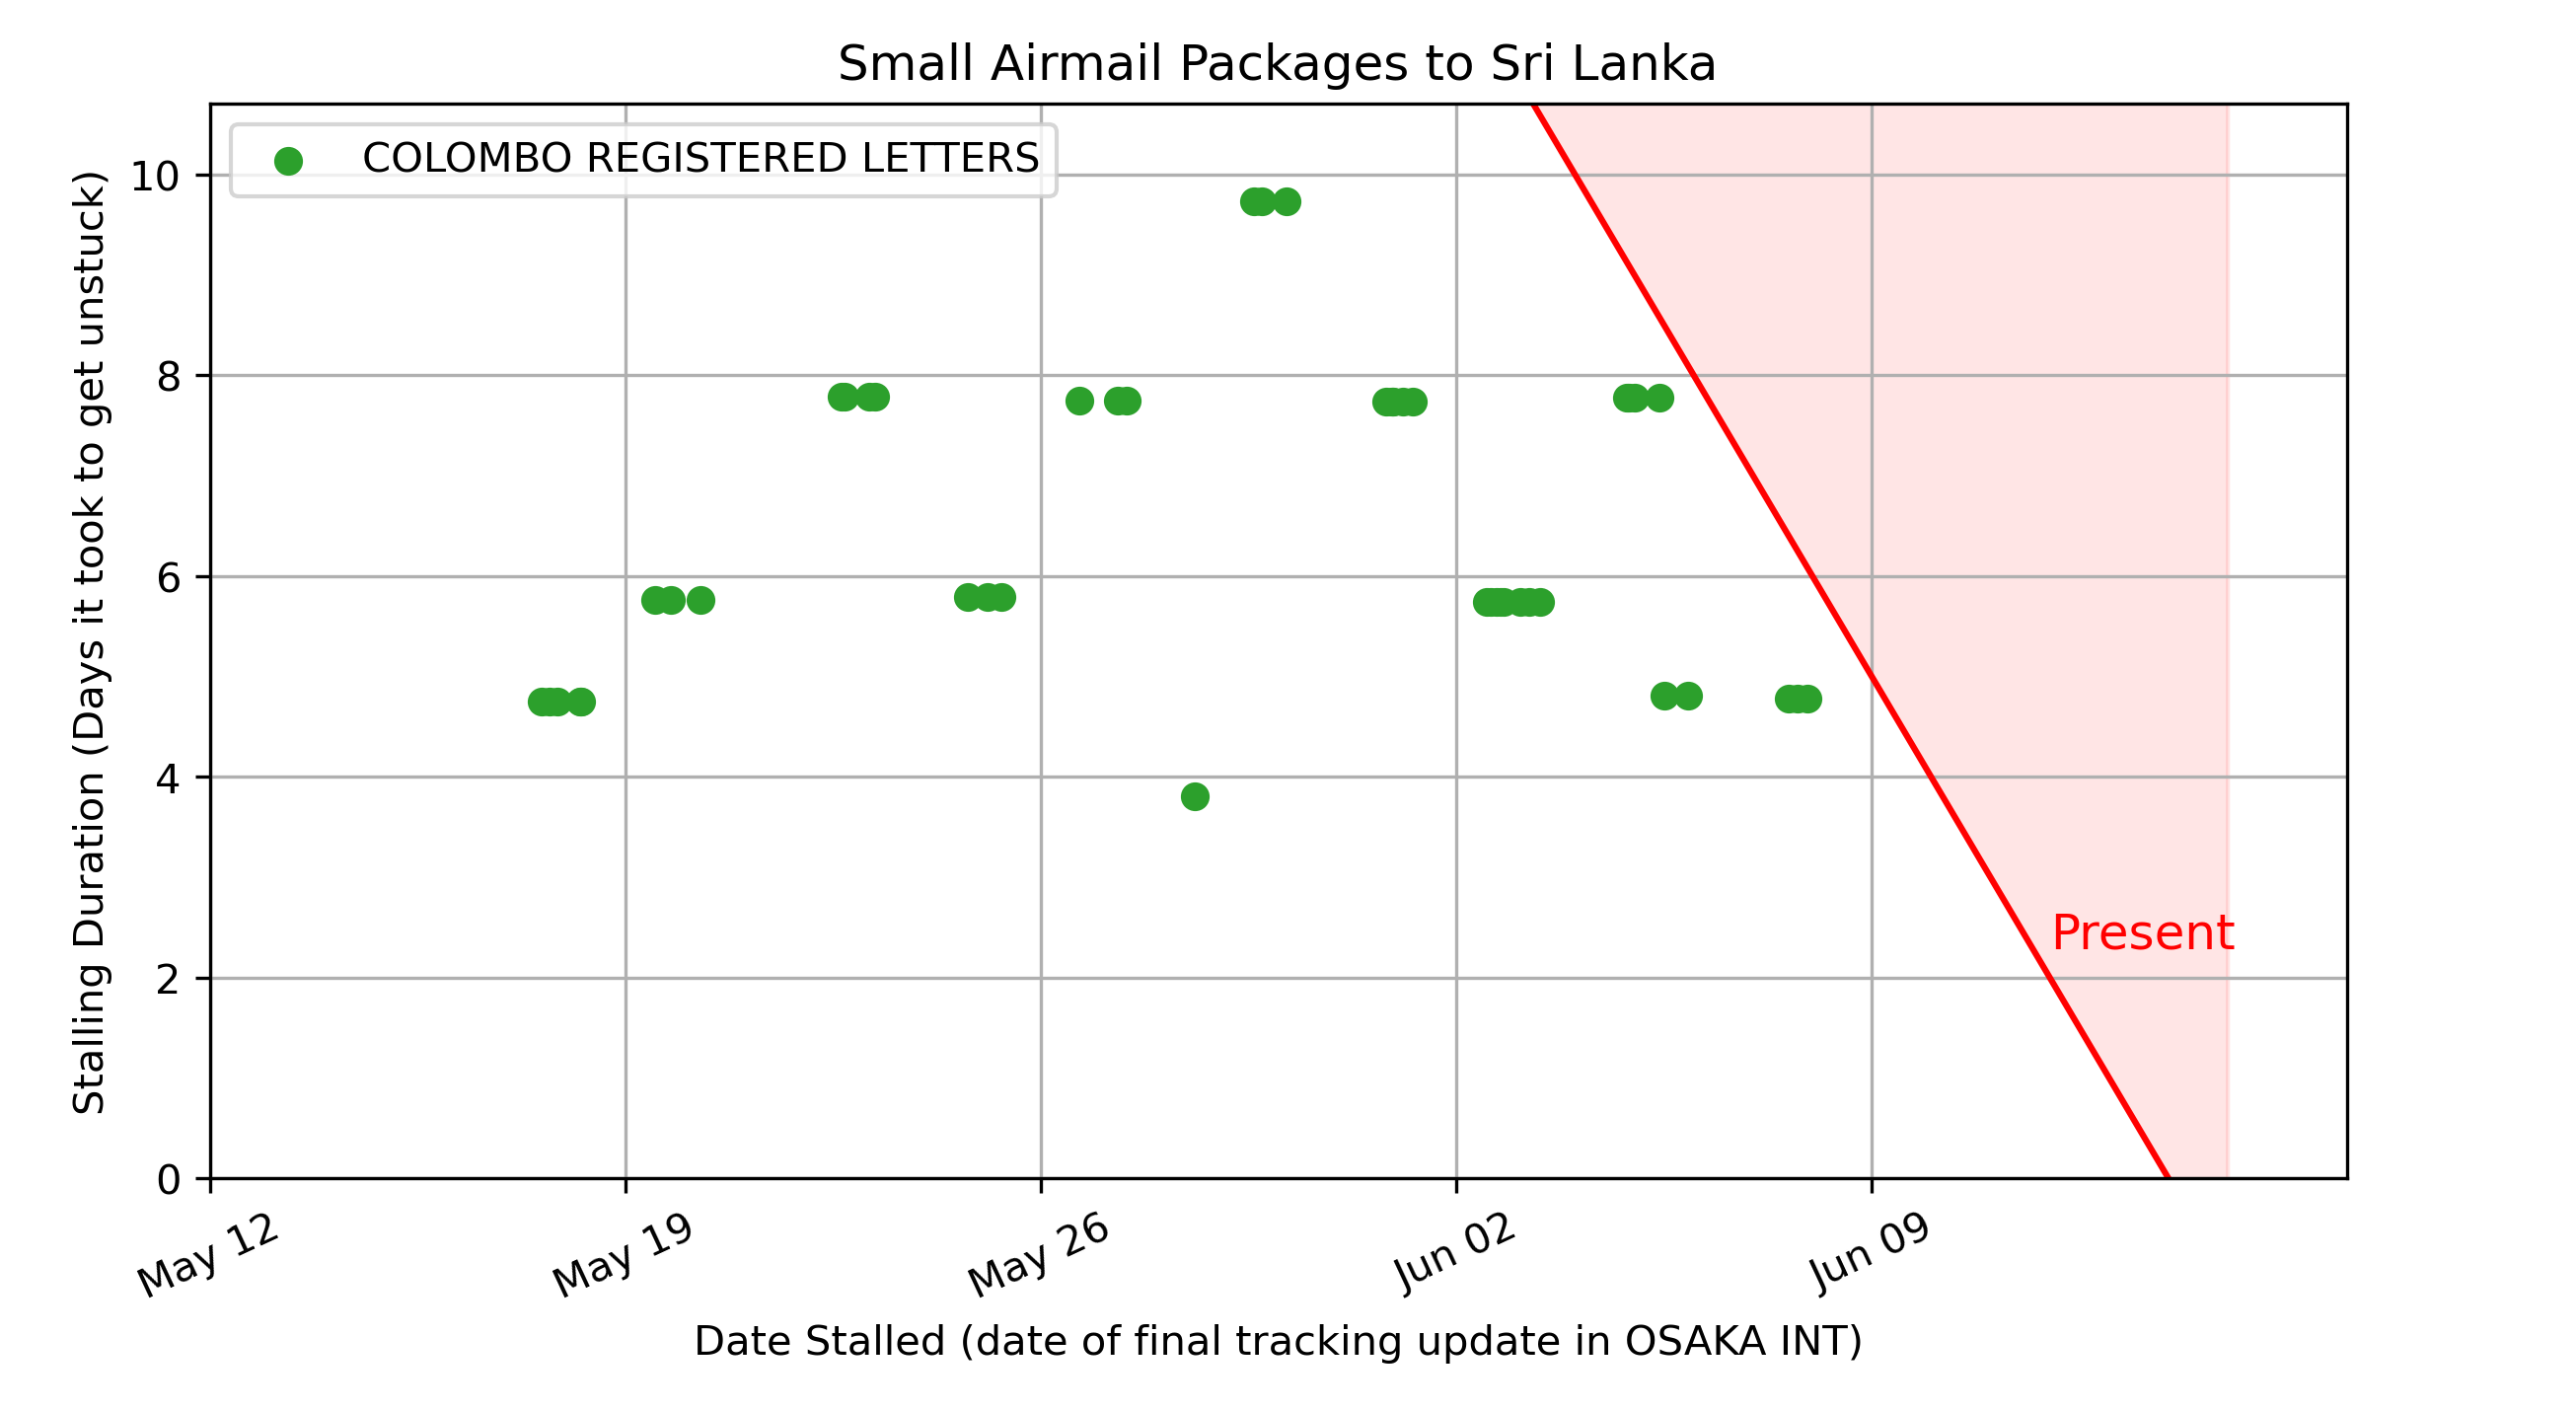 Small Airmail Packages to Sri Lanka
COLOMBO REGISTERED LETTERS
Stalling Duration (Days it took to get unstuck)
10
8
6
4
2
0
Present
May 12
May 19
May 26
Jun 02
Jun 09
Date Stalled (date of final tracking update in OSAKA INT)